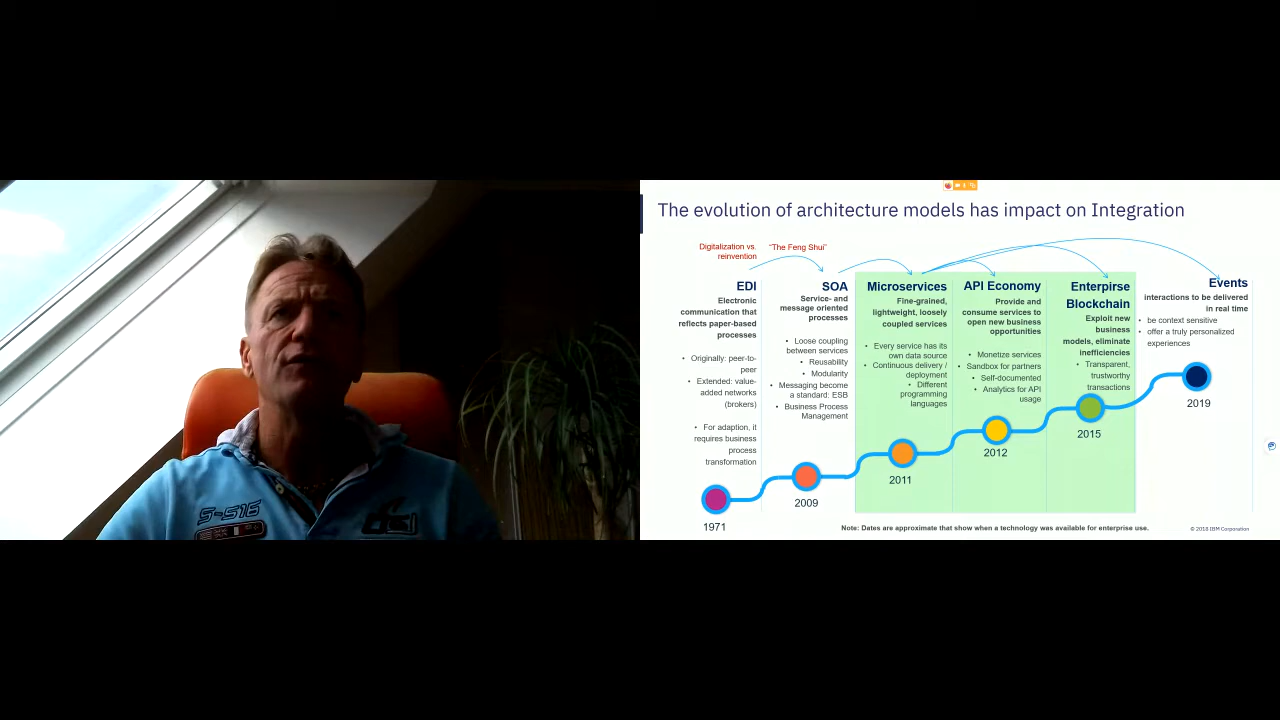 The evolution of architecture models has impact on Integration
Digitalization vs.
reinvention
"The Feng Shui"
EDI
Electronic
communication that
reflects paper-based
processes
• Originally: peer-to-
peer
• Extended: value-
added networks
(brokers)
• For adaption, it
requires business
process
transformation
1971
SOA
Service- and
message oriented
processes
• Loose coupling
between services
• Reusability
• Modularity
• Messaging become
a standard: ESB
• Business Process
Management
2009
Microservices
Fine-grained,
lightweight, loosely
coupled services
• Every service has its
own data source
• Continuous delivery /
deployment
• Different
programming
languages
2011
API Economy
Provide and
consume services to
open new business
opportunities
• Monetize services
• Sandbox for partners
• Self-documented
• Analytics for API
usage
2012
Enterpirse
Blockchain
Exploit new
business
models, eliminate
inefficiencies
• Transparent,
trustworthy
transactions
2015
Events
interactions to be delivered
in real time
• be context sensitive
• offer a truly personalized
experiences
2019
Note: Dates are approximate that show when a technology was available for enterprise use.
© 2018 IBM Corporation
5-516